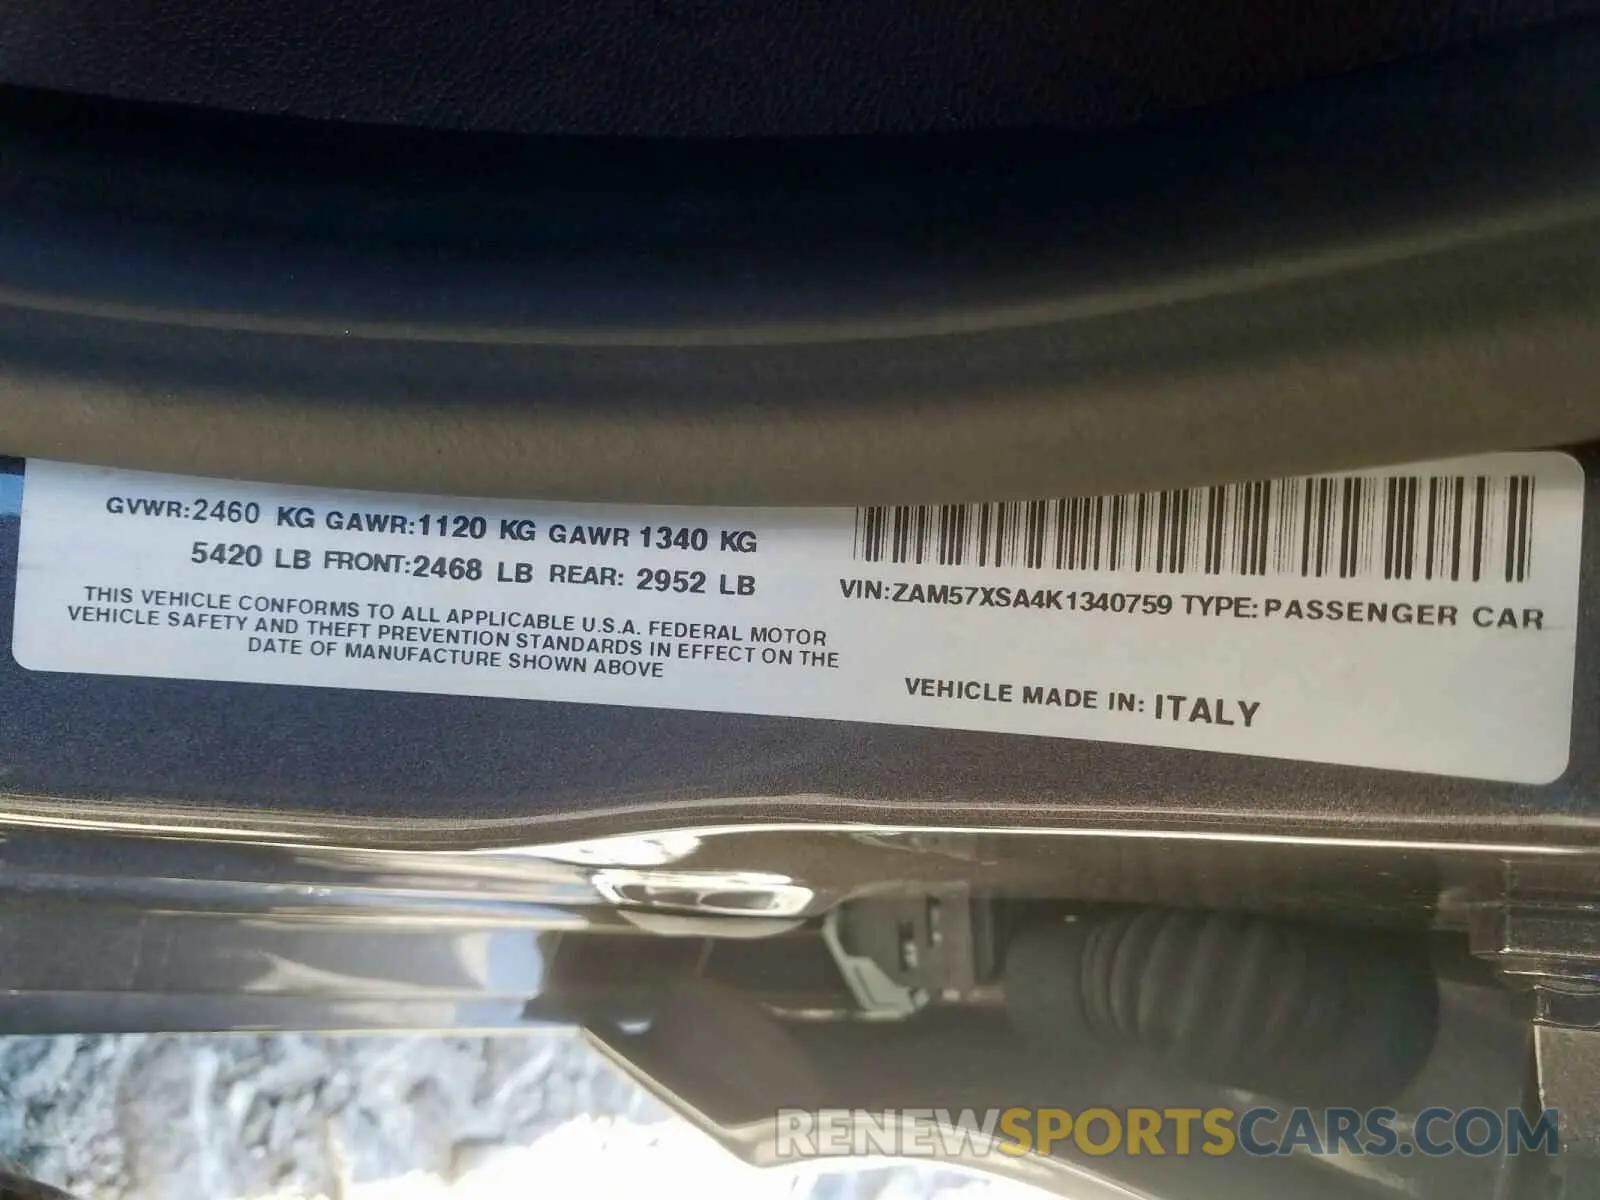 GVWR:2460 KG GAWR:1120 KG GAWR 1340 KG
5420 LB FRONT:2468 LB REAR: 2952 LB
THIS VEHICLE CONFORMS TO ALL APPLICABLE U.S.A. FEDERAL MOTOR
VEHICLE SAFETY AND THEFT PREVENTION STANDARDS IN EFFECT ON THE
DATE OF MANUFACTURE SHOWN ABOVE
VIN:ZAM57XSA4K1340759 TYPE:PASSENGER CAR
VEHICLE MADE IN: ITALY
RENEWSPORTSCARS.COM